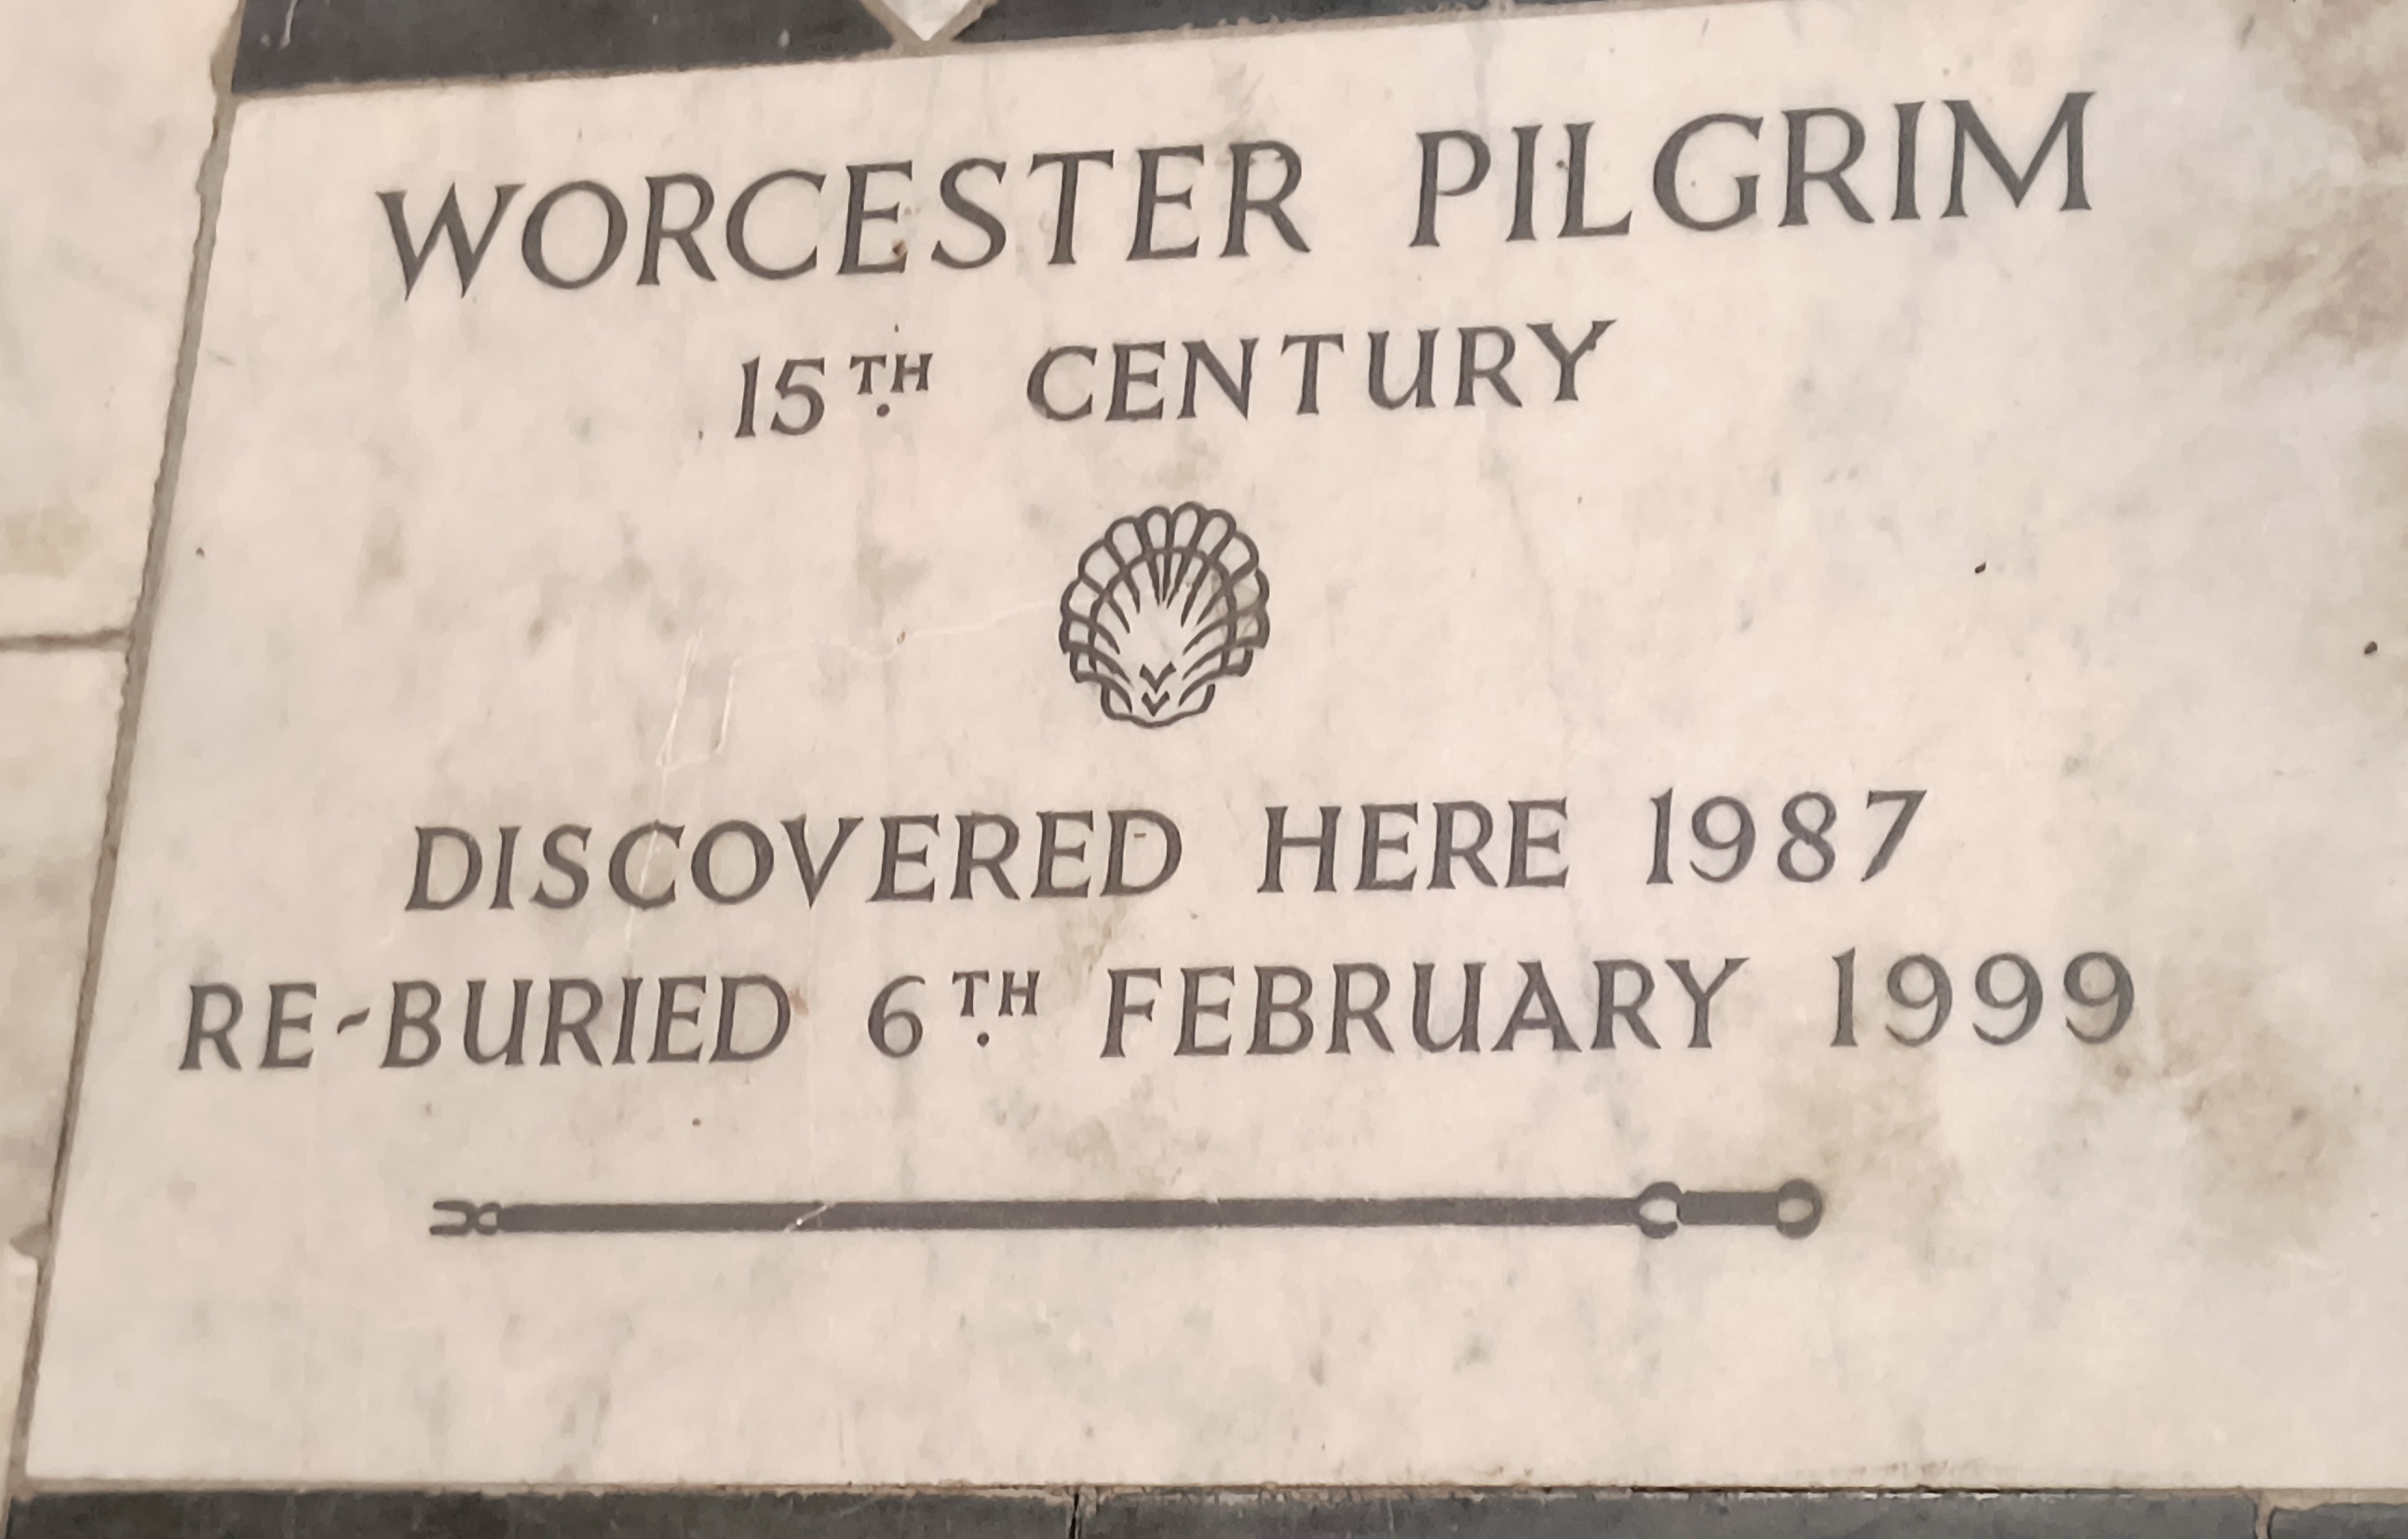 WORCESTER PILGRIM
15TH CENTURY
DISCOVERED HERE 1987
RE-BURIED 6TH FEBRUARY 1999